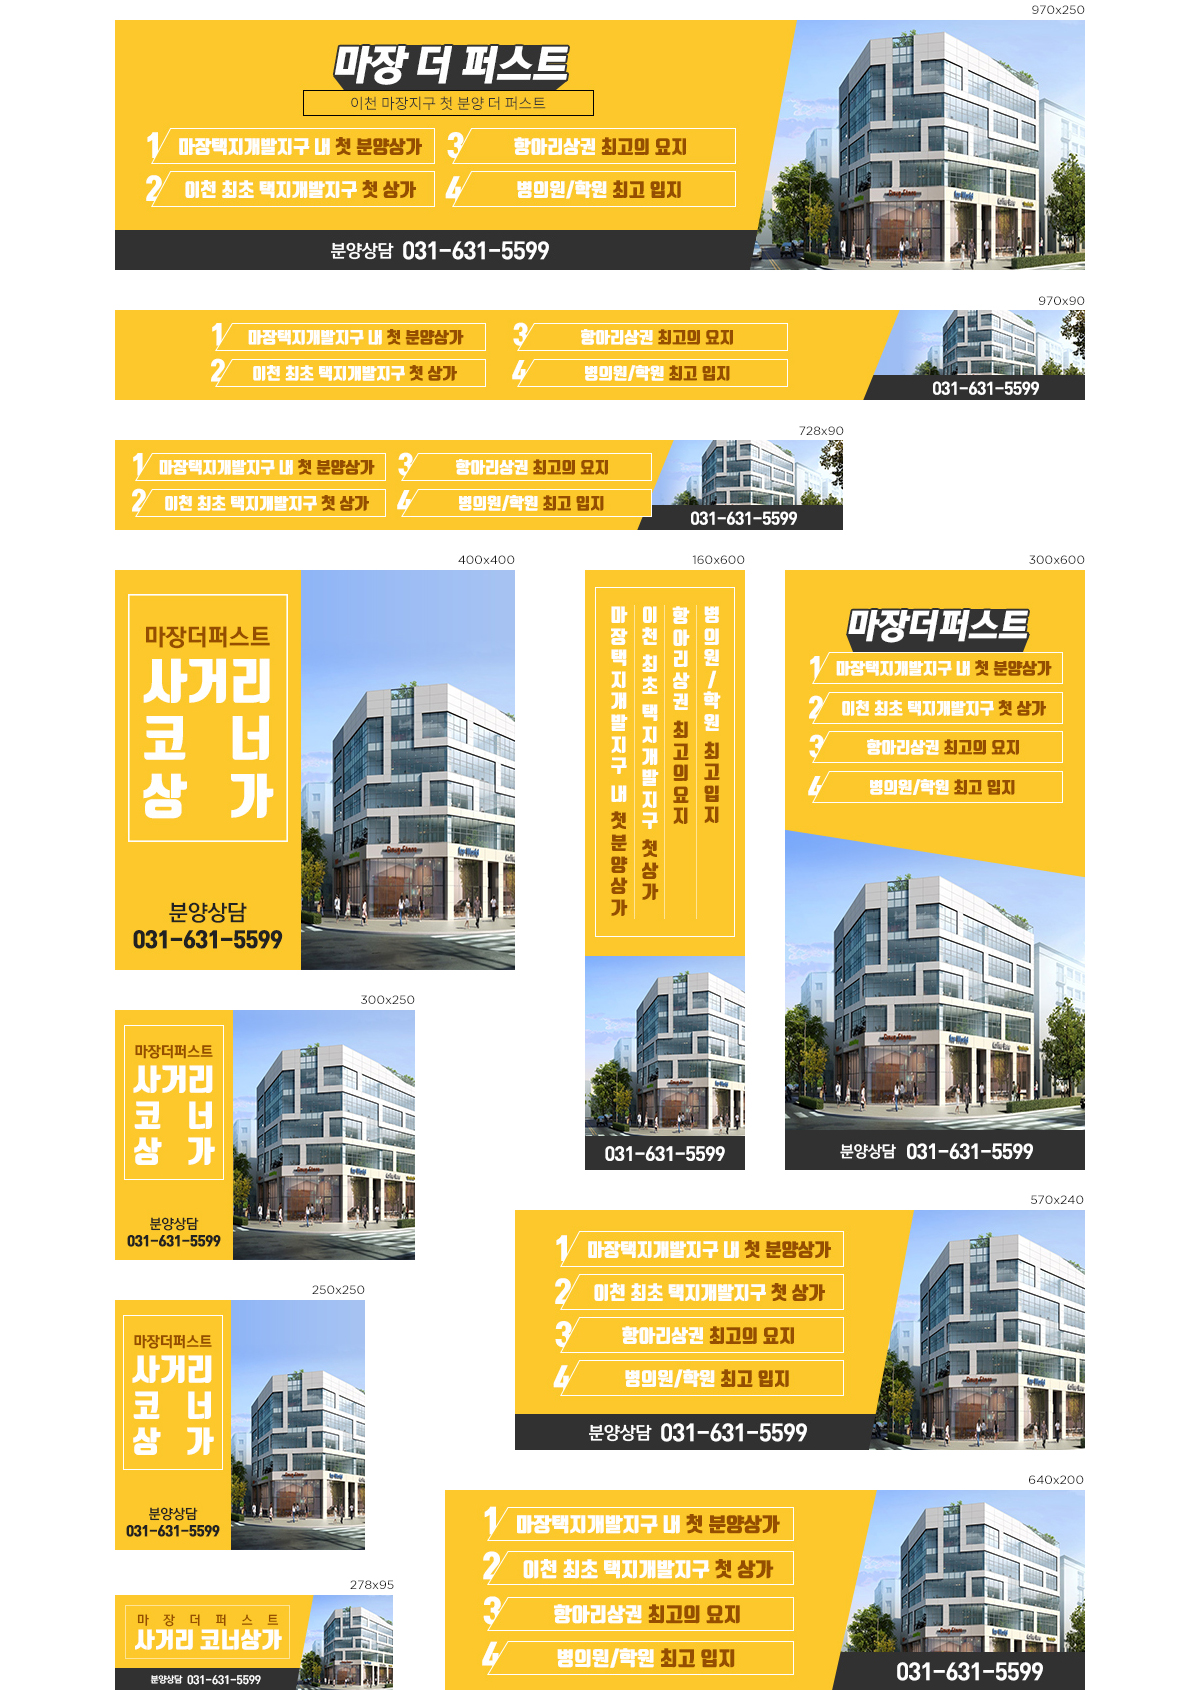 970x250
마장 더 퍼스트
이천 마장지구 첫 분양 더 퍼스트
1 마장택지개발지구 내 첫 분양상가
2 이천 최초 택지개발지구 첫 상가
3 항아리상권 최고의 요지
4 병의원/학원 최고 입지
분양상담 031-631-5599
970x90
1 마장택지개발지구 내 첫 분양상가
2 이천 최초 택지개발지구 첫 상가
3 항아리상권 최고의 요지
4 병의원/학원 최고 입지
031-631-5599
728x90
1 마장택지개발지구 내 첫 분양상가
2 이천 최초 택지개발지구 첫 상가
3 항아리상권 최고의 요지
4 병의원/학원 최고 입지
031-631-5599
400x400
마장더퍼스트
사거리
코 너
상 가
분양상담
031-631-5599
160x600
마장택지개발지구 내 첫분양상가
이천 최초 택지개발지구 첫상가
항아리상권 최고의요지
병의원/학원 최고입지
031-631-5599
300x600
마장더퍼스트
1 마장택지개발지구 내 첫 분양상가
2 이천 최초 택지개발지구 첫 상가
3 항아리상권 최고의 요지
4 병의원/학원 최고 입지
분양상담 031-631-5599
300x250
마장더퍼스트
사거리
코 너
상 가
분양상담
031-631-5599
570x240
1 마장택지개발지구 내 첫 분양상가
2 이천 최초 택지개발지구 첫 상가
3 항아리상권 최고의 요지
4 병의원/학원 최고 입지
분양상담 031-631-5599
250x250
마장더퍼스트
사거리
코 너
상 가
분양상담
031-631-5599
640x200
1 마장택지개발지구 내 첫 분양상가
2 이천 최초 택지개발지구 첫 상가
3 항아리상권 최고의 요지
4 병의원/학원 최고 입지
031-631-5599
278x95
마 장 더 퍼 스 트
사거리 코너상가
분양상담 031-631-5599